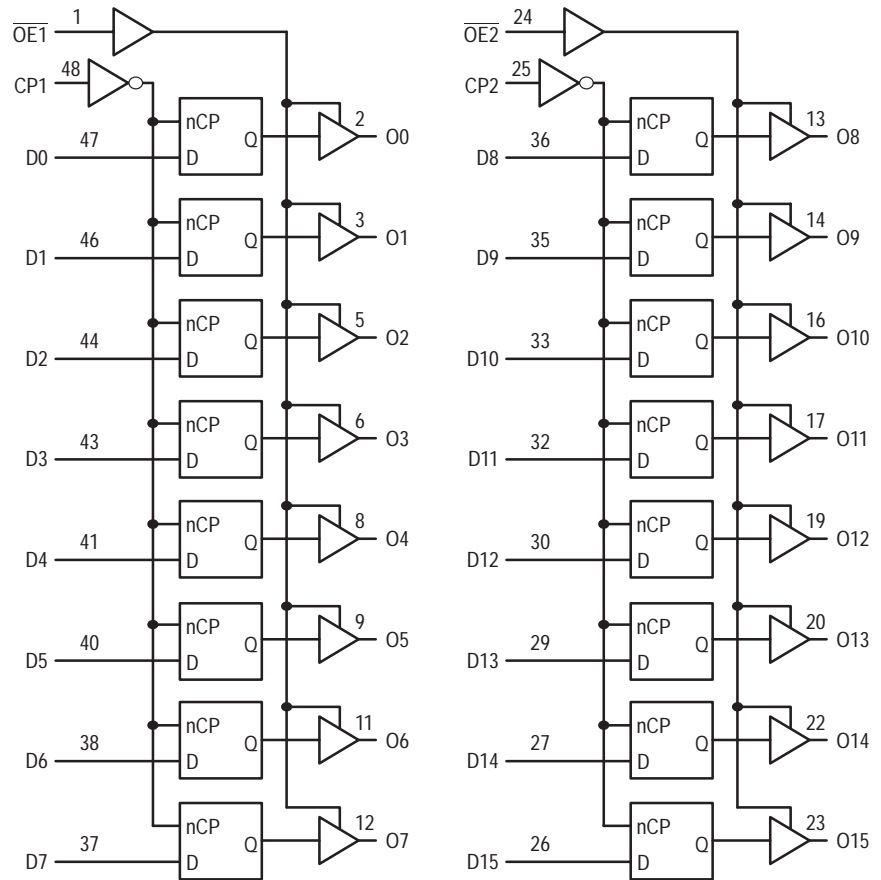 OE1 1
CP1 48
nCP
D0 47 D Q 2 O0
nCP
D1 46 D Q 3 O1
nCP
D2 44 D Q 5 O2
nCP
D3 43 D Q 6 O3
nCP
D4 41 D Q 8 O4
nCP
D5 40 D Q 9 O5
nCP
D6 38 D Q 11 O6
nCP
D7 37 D Q 12 O7
OE2 24
CP2 25
nCP
D8 36 D Q 13 O8
nCP
D9 35 D Q 14 O9
nCP
D10 33 D Q 16 O10
nCP
D11 32 D Q 17 O11
nCP
D12 30 D Q 19 O12
nCP
D13 29 D Q 20 O13
nCP
D14 27 D Q 22 O14
nCP
D15 26 D Q 23 O15